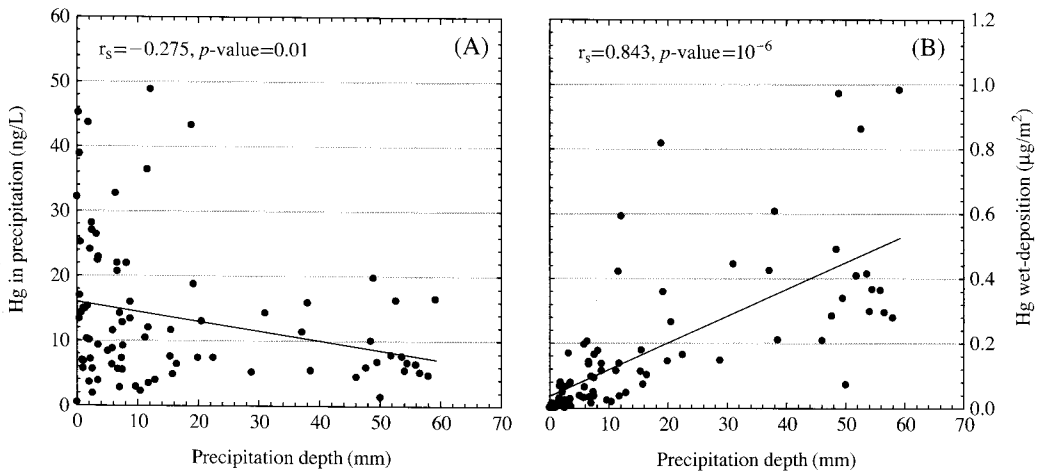 60
50
40
30
20
10
0
Hg in precipitation (ng/L)
r_s=−0.275, p-value=0.01
(A)
0 10 20 30 40 50 60 70
Precipitation depth (mm)
r_s=0.843, p-value=10⁻⁶
(B)
1.2
1.0
0.8
0.6
0.4
0.2
0.0
Hg wet-deposition (μg/m²)
0 10 20 30 40 50 60 70
Precipitation depth (mm)